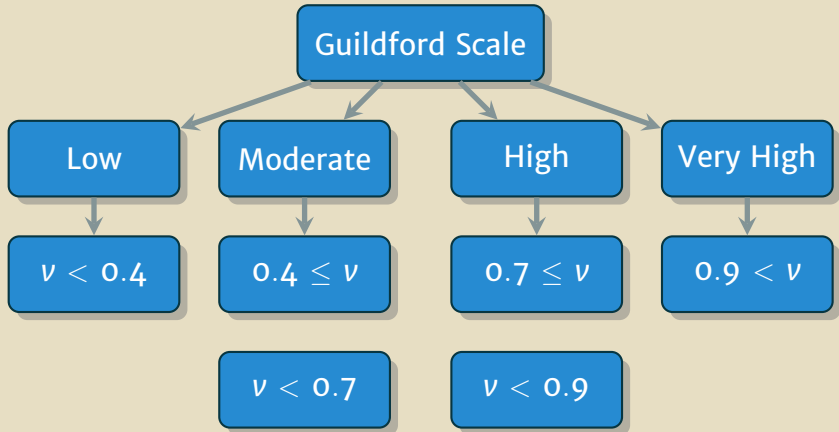 Guildford Scale
Low
Moderate
High
Very High
ν < 0.4
0.4 ≤ ν
0.7 ≤ ν
0.9 < ν
ν < 0.7
ν < 0.9